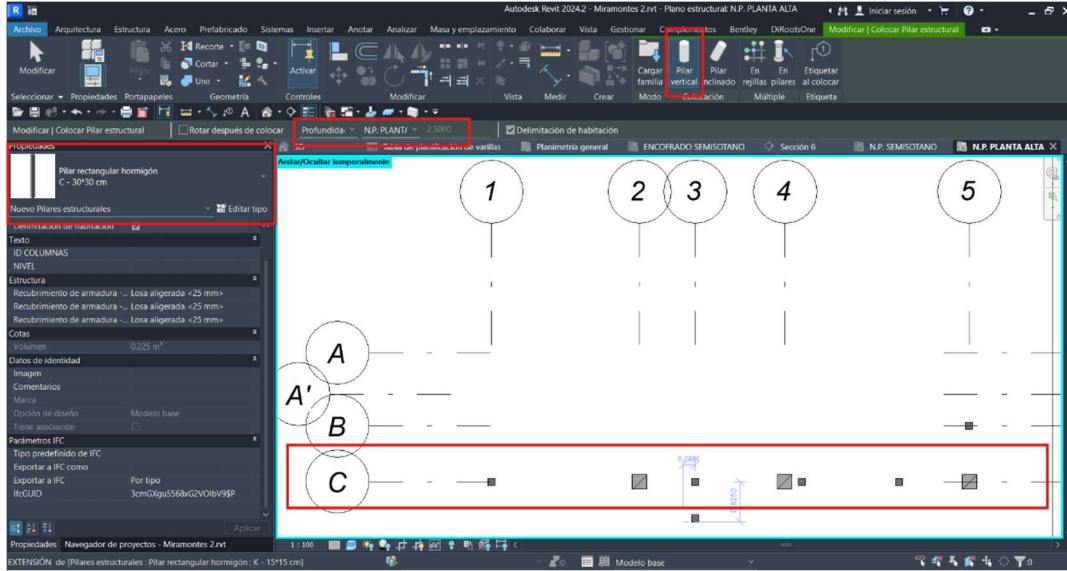 Autodesk Revit 2024.2 - Miramontes 2.rvt - Plano estructural: N.P. PLANTA ALTA
Iniciar sesión
Archivo Arquitectura Estructura Acero Prefabricado Sistemas Insertar Anotar Analizar Masa y emplazamiento Colaborar Vista Gestionar Complementos Bentley DiRootsOne Modificar | Colocar Pilar estructural
Modificar
Pegar
Recorte
Cortar
Unir
Activar
Cargar familia
Pilar vertical
Pilar inclinado
En rejillas
En pilares
Etiquetar al colocar
Seleccionar Propiedades Portapapeles Geometría Controles Modificar Vista Medir Crear Modo Colocación Múltiple Etiqueta
Modificar | Colocar Pilar estructural
Rotar después de colocar
Profundida:
N.P. PLANT/
2.5000
Delimitación de habitación
Propiedades
3D
Tabla de planificación de varillas
Planimetría general
ENCOFRADO SEMISOTANO
Sección 6
N.P. SEMISOTANO
N.P. PLANTA ALTA
Pilar rectangular hormigón
C - 30*30 cm
Nuevo Pilares estructurales
Editar tipo
Delimitación de habitación
Texto
ID COLUMNAS
NIVEL
Estructura
Recubrimiento de armadura -... Losa aligerada <25 mm>
Recubrimiento de armadura -... Losa aligerada <25 mm>
Recubrimiento de armadura -... Losa aligerada <25 mm>
Cotas
Volumen 0.225 m³
Datos de identidad
Imagen
Comentarios
Marca
Opción de diseño Modelo base
Tiene asociación
Parámetros IFC
Tipo predefinido de IFC
Exportar a IFC como
Exportar a IFC Por tipo
IfcGUID 3cmGXgu5568xG2VOIbV9$P
Aplicar
Propiedades Navegador de proyectos - Miramontes 2.rvt
Aislar/Ocultar temporalmente
1 2 3 4 5
A
A'
B
C
1 : 100
EXTENSIÓN de [Pilares estructurales : Pilar rectangular hormigón : K - 15*15 cm]
:0
Modelo base
:0